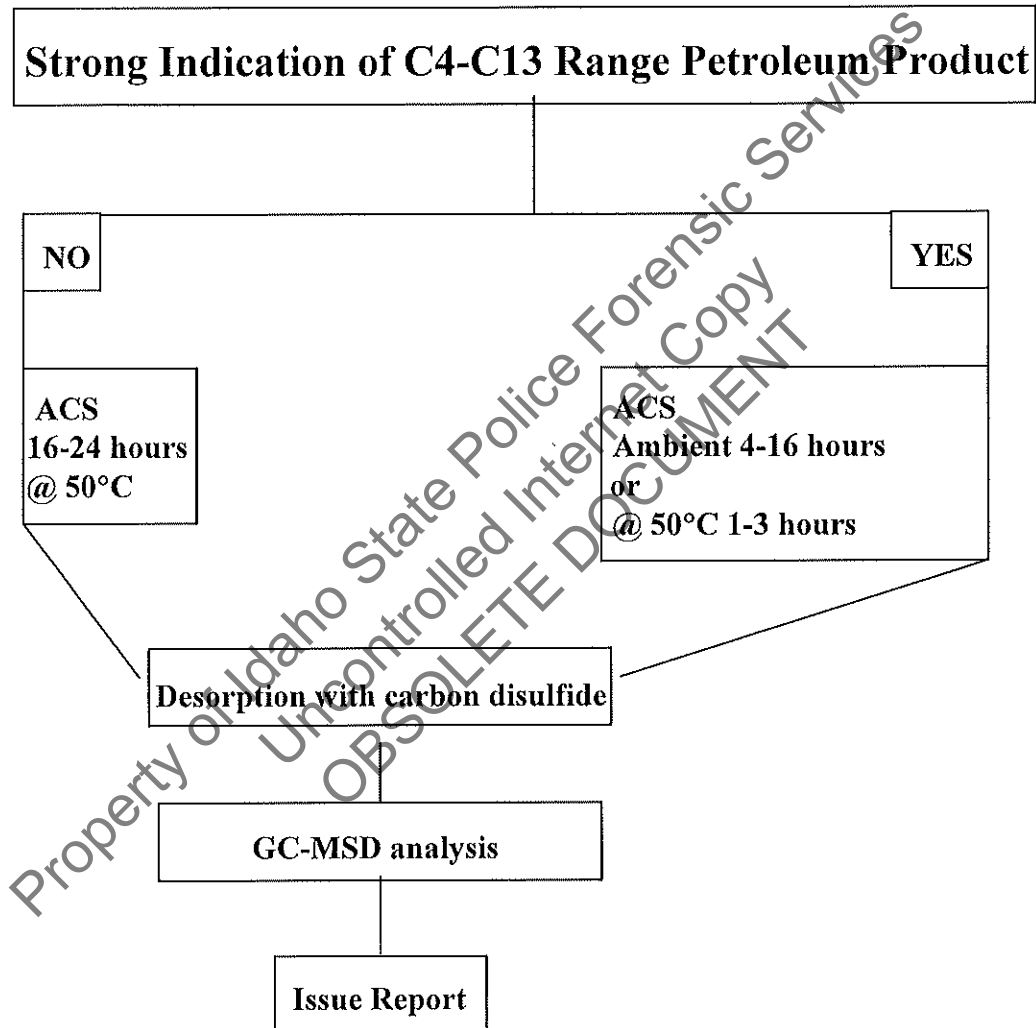 Strong Indication of C4-C13 Range Petroleum Product
NO
YES
ACS
16-24 hours
@ 50°C
ACS
Ambient 4-16 hours
or
@ 50°C 1-3 hours
Desorption with carbon disulfide
GC-MSD analysis
Issue Report
Property of Idaho State Police Forensic Services
Uncontrolled Internet Copy
OBSOLETE DOCUMENT